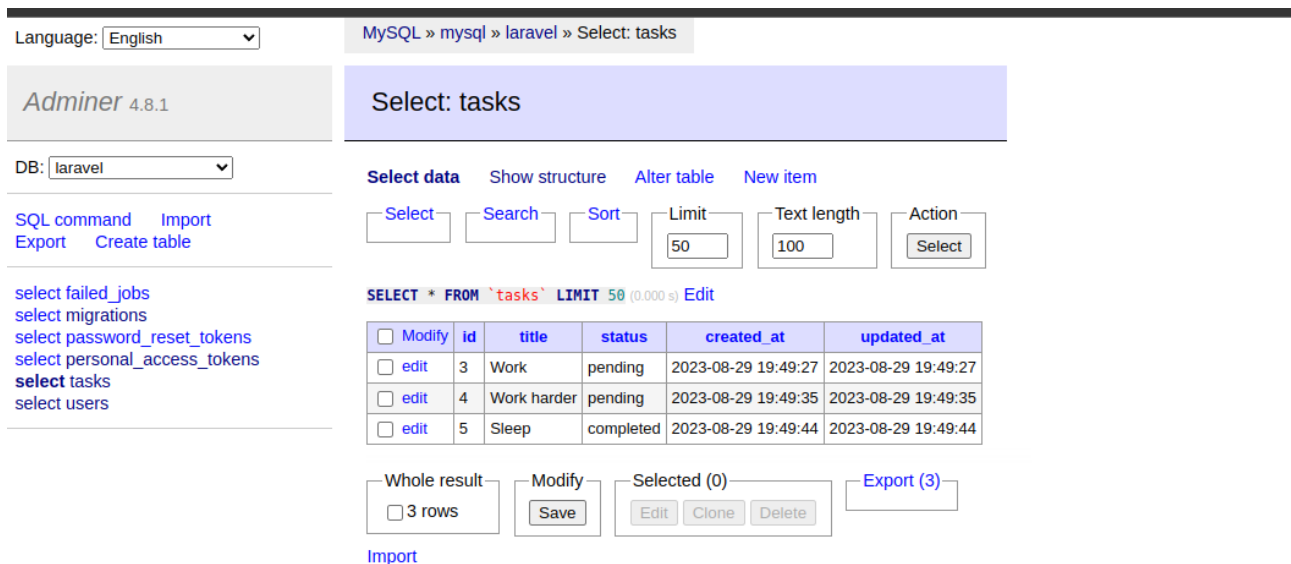 Language: English
MySQL » mysql » laravel » Select: tasks
Adminer 4.8.1
Select: tasks
DB: laravel
SQL command Import
Export Create table
select failed_jobs
select migrations
select password_reset_tokens
select personal_access_tokens
select tasks
select users
Select data Show structure Alter table New item
Select Search Sort Limit Text length Action
50 100 Select
SELECT * FROM `tasks` LIMIT 50 (0.000 s) Edit
Modify id title status created_at updated_at
edit 3 Work pending 2023-08-29 19:49:27 2023-08-29 19:49:27
edit 4 Work harder pending 2023-08-29 19:49:35 2023-08-29 19:49:35
edit 5 Sleep completed 2023-08-29 19:49:44 2023-08-29 19:49:44
Whole result Modify Selected (0) Export (3)
3 rows Save Edit Clone Delete
Import